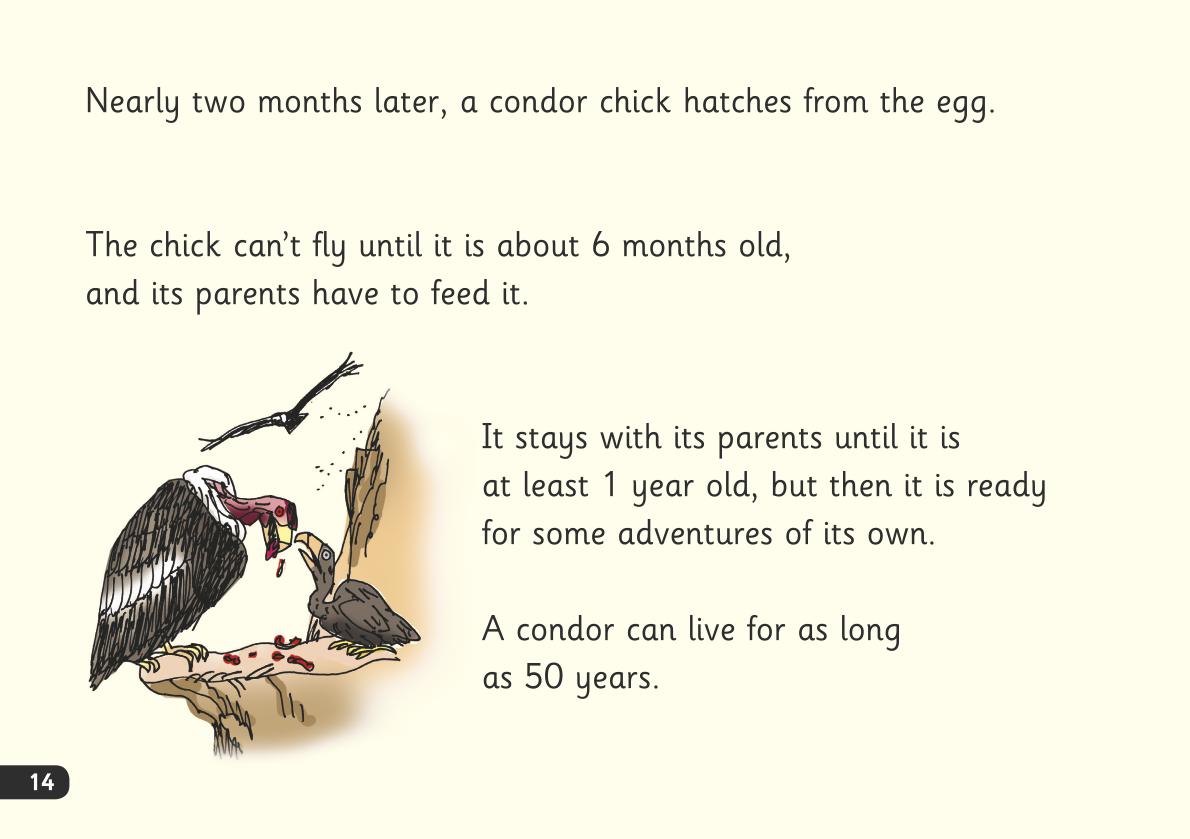 Nearly two months later, a condor chick hatches from the egg.
The chick can’t fly until it is about 6 months old,
and its parents have to feed it.
It stays with its parents until it is
at least 1 year old, but then it is ready
for some adventures of its own.
A condor can live for as long
as 50 years.
14